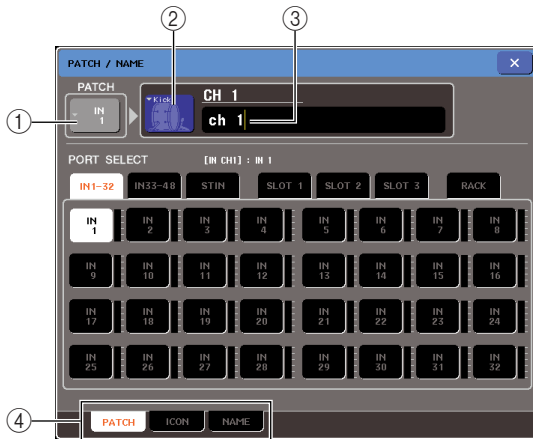 ② ③
PATCH / NAME ×
PATCH
① IN 1
Kick
CH 1
ch 1
PORT SELECT [IN CH1] : IN 1
IN1-32 IN33-48 STIN SLOT 1 SLOT 2 SLOT 3 RACK
IN 1 IN 2 IN 3 IN 4 IN 5 IN 6 IN 7 IN 8
IN 9 IN 10 IN 11 IN 12 IN 13 IN 14 IN 15 IN 16
IN 17 IN 18 IN 19 IN 20 IN 21 IN 22 IN 23 IN 24
IN 25 IN 26 IN 27 IN 28 IN 29 IN 30 IN 31 IN 32
④ PATCH ICON NAME